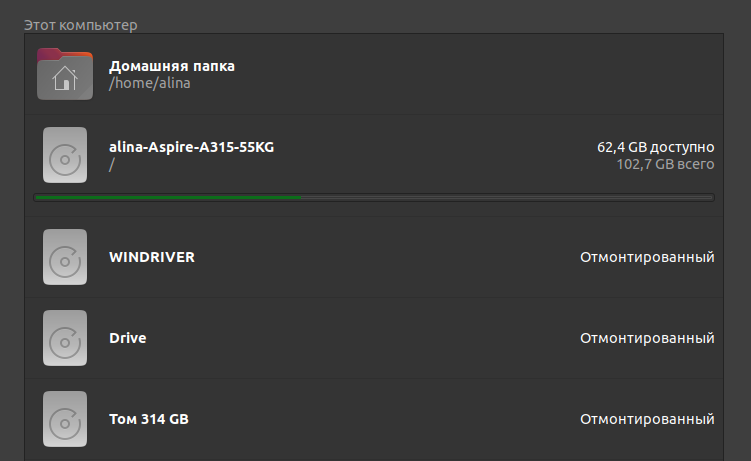 Этот компьютер
Домашняя папка
/home/alina
alina-Aspire-A315-55KG
62,4 GB доступно
/
102,7 GB всего
WINDRIVER
Отмонтированный
Drive
Отмонтированный
Том 314 GB
Отмонтированный